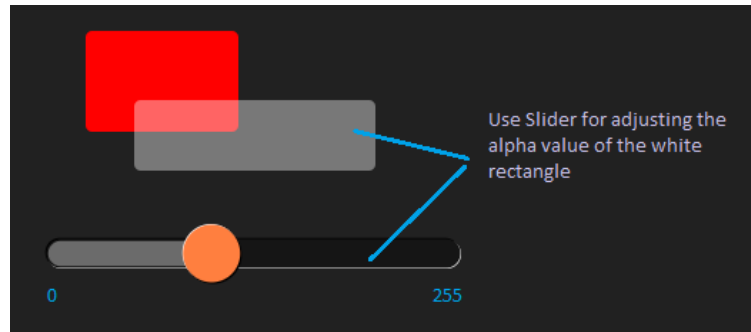 Use Slider for adjusting the
alpha value of the white
rectangle
0
255